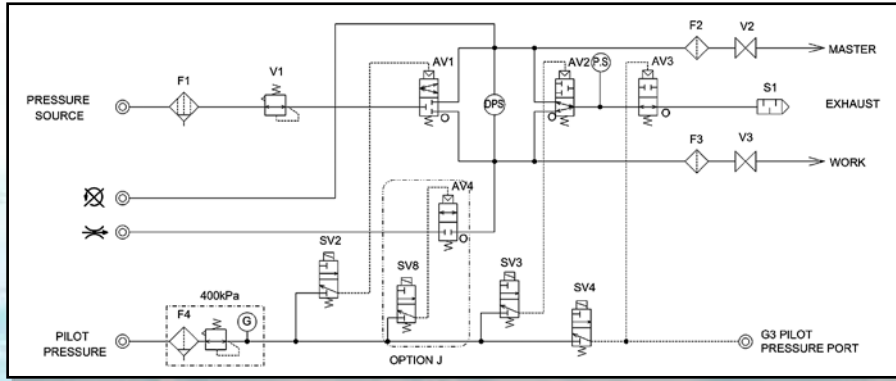 F2
V2
MASTER
AV1
AV2
P.S
AV3
F1
V1
S1
PRESSURE
SOURCE
DPS
EXHAUST
F3
V3
WORK
AV4
SV2
SV8
SV3
SV4
400kPa
F4
G
PILOT
PRESSURE
G3 PILOT
PRESSURE PORT
OPTION J